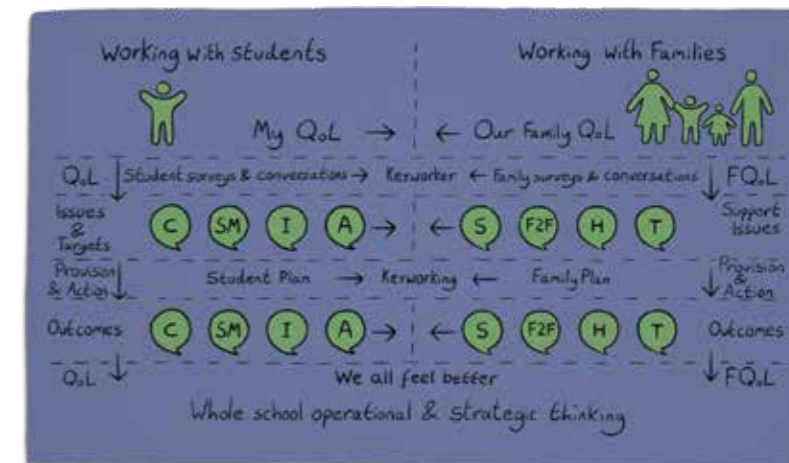 Working with Students Working with Families
My QoL → ← Our Family QoL
QoL Student surveys & conversations → Kerworker ← Family surveys & conversations FQoL
Issues & Targets C SM I A → ← S F2F H T Support Issues
Provision & Action Student Plan → Kerworking ← Family Plan Provision & Action
Outcomes C SM I A → ← S F2F H T Outcomes
QoL We all feel better FQoL
Whole school operational & strategic thinking